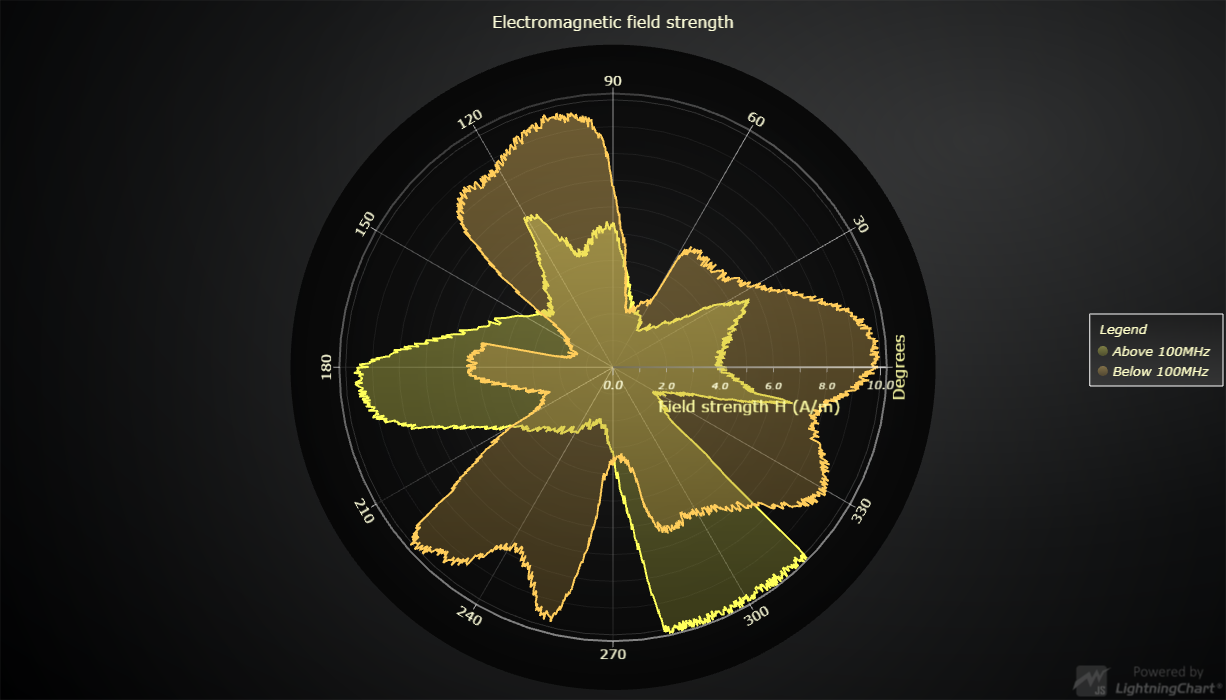 Electromagnetic field strength
90
120
60
150
30
180
0.0 2.0 4.0 6.0 8.0 10.0
Degrees
Field strength H (A/m)
Legend
Above 100MHz
Below 100MHz
210
330
240
300
270
Powered by
JS LightningChart®